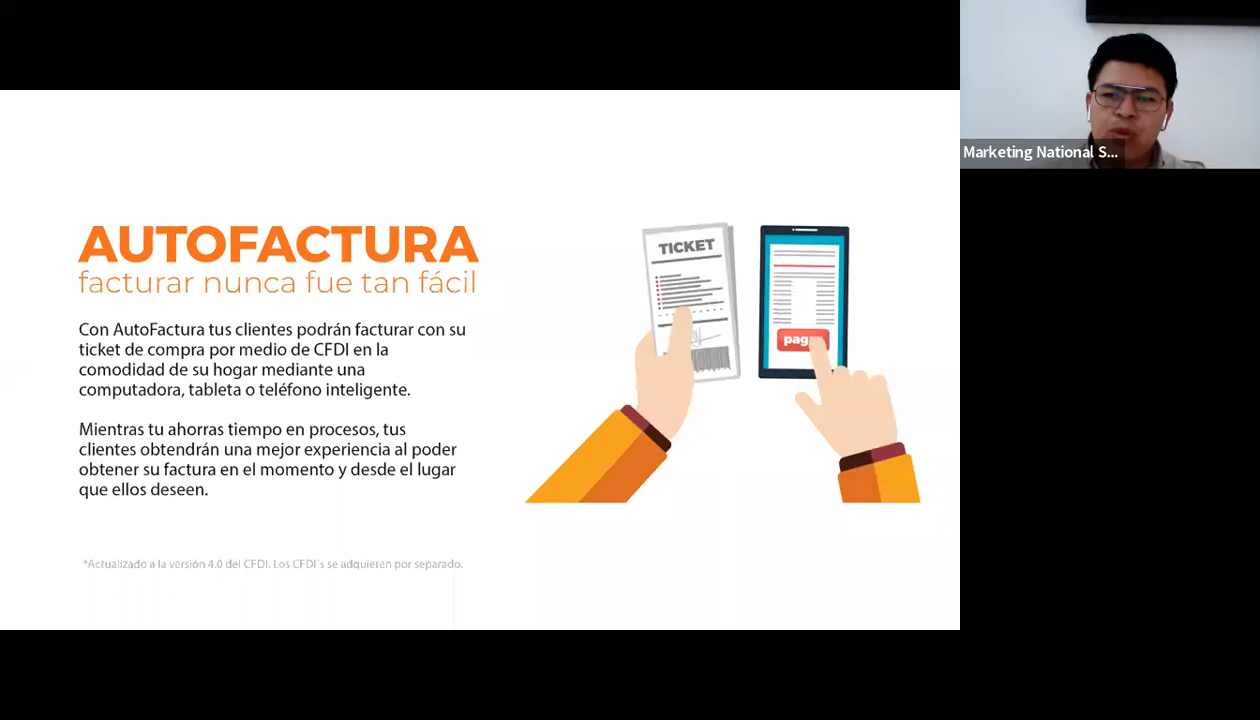 AUTOFACTURA
facturar nunca fue tan fácil
Con AutoFactura tus clientes podrán facturar con su
ticket de compra por medio de CFDI en la
comodidad de su hogar mediante una
computadora, tableta o teléfono inteligente.
Mientras tu ahorras tiempo en procesos, tus
clientes obtendrán una mejor experiencia al poder
obtener su factura en el momento y desde el lugar
que ellos deseen.
*Actualizado a la versión 4.0 del CFDI. Los CFDI´s se adquieren por separado.
TICKET
pag
Marketing National S...